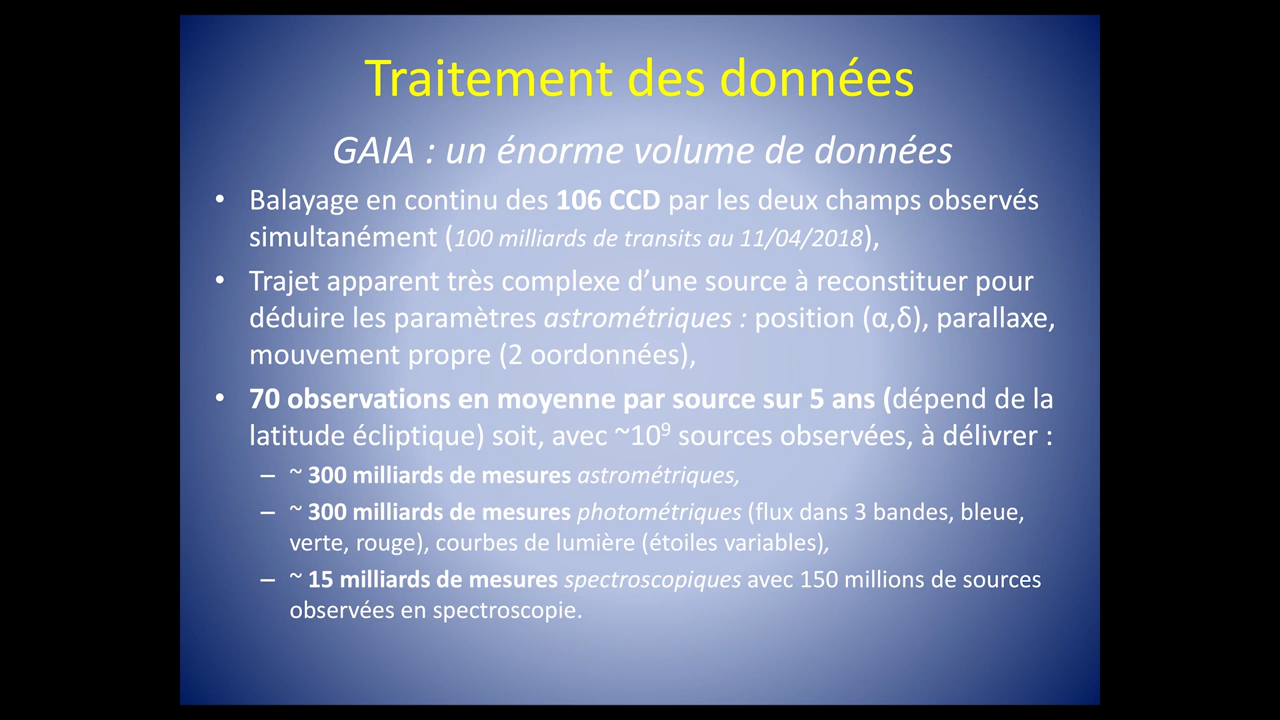 Traitement des données
GAIA : un énorme volume de données
• Balayage en continu des 106 CCD par les deux champs observés
simultanément (100 milliards de transits au 11/04/2018),
• Trajet apparent très complexe d’une source à reconstituer pour
déduire les paramètres astrométriques : position (α,δ), parallaxe,
mouvement propre (2 oordonnées),
• 70 observations en moyenne par source sur 5 ans (dépend de la
latitude écliptique) soit, avec ~10⁹ sources observées, à délivrer :
– ~ 300 milliards de mesures astrométriques,
– ~ 300 milliards de mesures photométriques (flux dans 3 bandes, bleue,
verte, rouge), courbes de lumière (étoiles variables),
– ~ 15 milliards de mesures spectroscopiques avec 150 millions de sources
observées en spectroscopie.